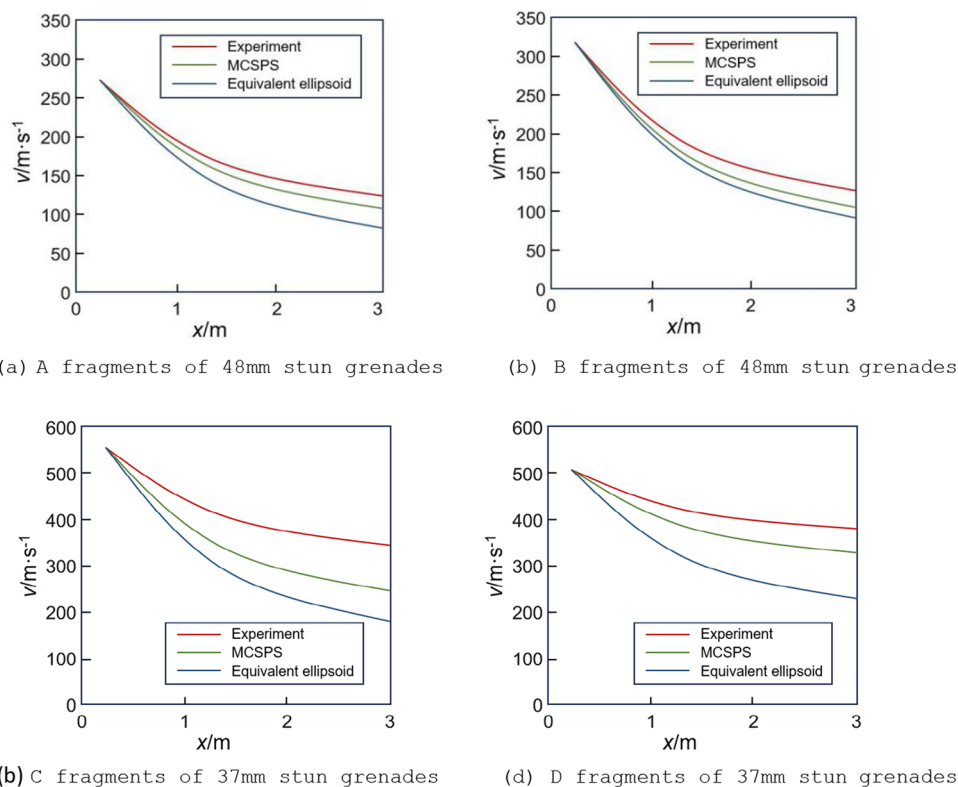 350
300
250
200
150
100
50
0
v/m·s⁻¹
Experiment
MCSPS
Equivalent ellipsoid
0 1 2 3
x/m
(a) A fragments of 48mm stun grenades
350
300
250
200
150
100
50
0
v/m·s⁻¹
Experiment
MCSPS
Equivalent ellipsoid
0 1 2 3
x/m
(b) B fragments of 48mm stun grenades
600
500
400
300
200
100
0
v/m·s⁻¹
Experiment
MCSPS
Equivalent ellipsoid
0 1 2 3
x/m
(b) C fragments of 37mm stun grenades
600
500
400
300
200
100
0
v/m·s⁻¹
Experiment
MCSPS
Equivalent ellipsoid
0 1 2 3
x/m
(d) D fragments of 37mm stun grenades